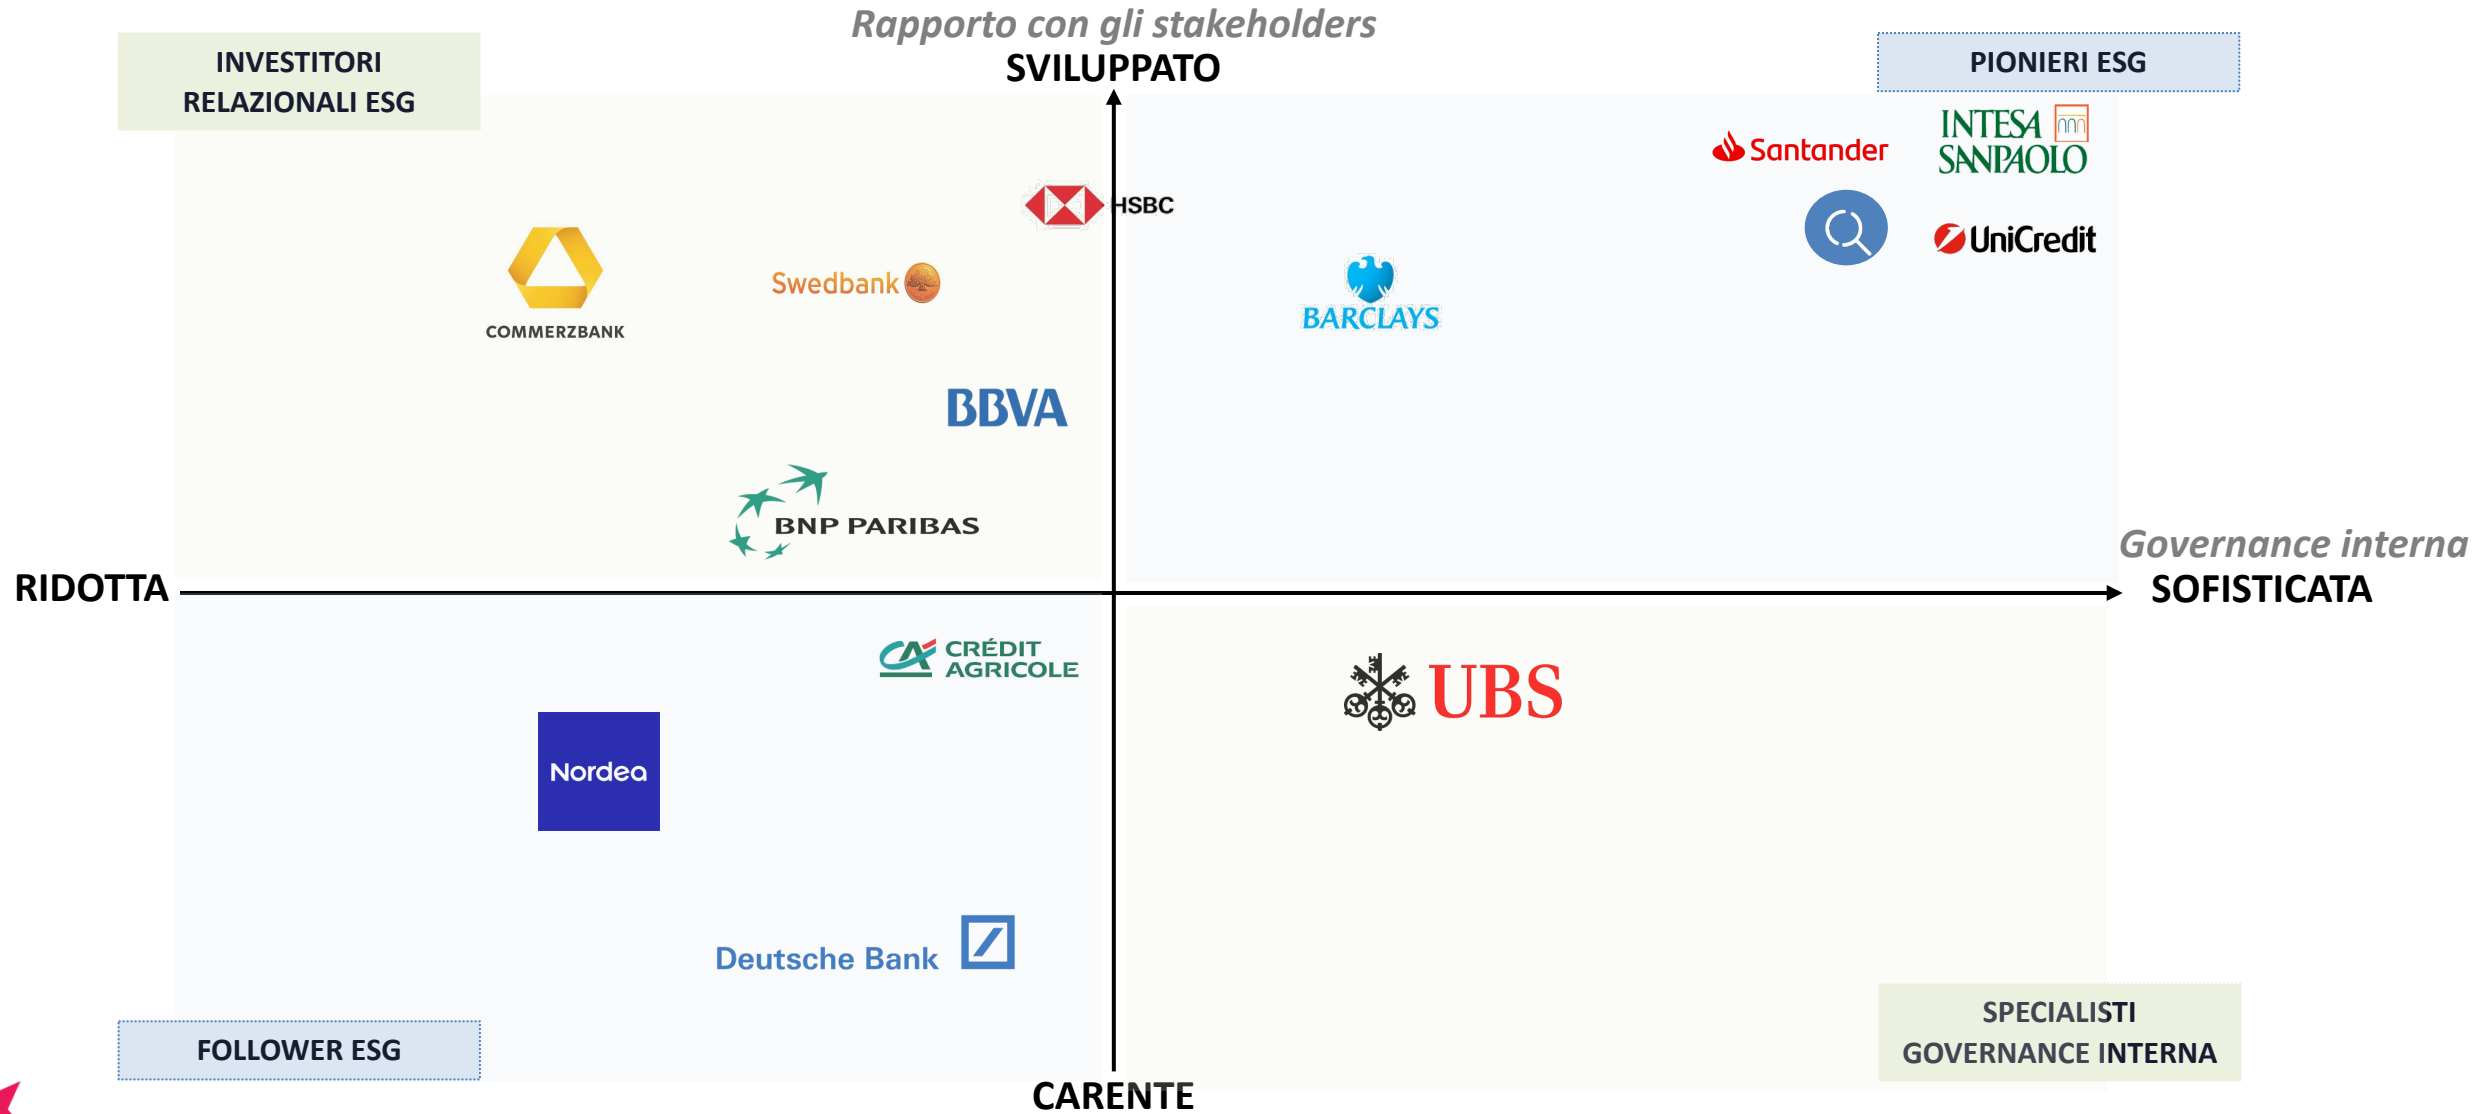 Rapporto con gli stakeholders
SVILUPPATO
INVESTITORI
RELAZIONALI ESG
PIONIERI ESG
Santander
INTESA
SANPAOLO
HSBC
UniCredit
Swedbank
BARCLAYS
COMMERZBANK
BBVA
BNP PARIBAS
Governance interna
RIDOTTA
SOFISTICATA
CRÉDIT
AGRICOLE
UBS
Nordea
Deutsche Bank
SPECIALISTI
GOVERNANCE INTERNA
FOLLOWER ESG
CARENTE